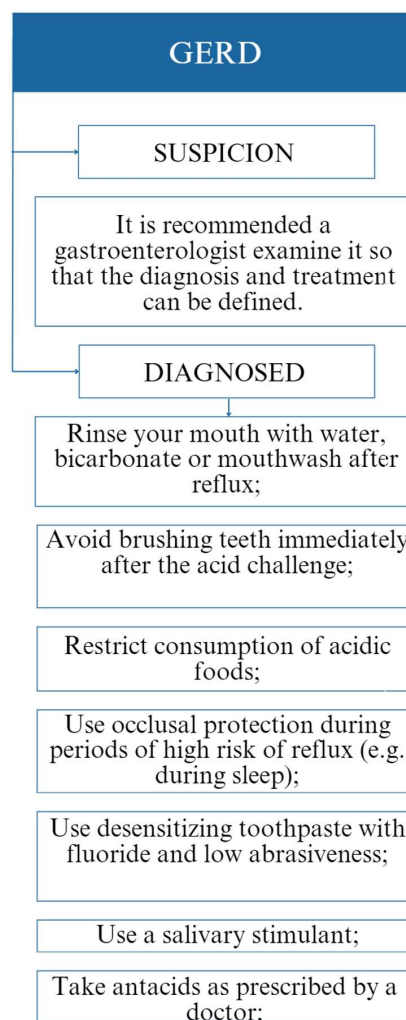 GERD
SUSPICION
It is recommended a
gastroenterologist examine it so
that the diagnosis and treatment
can be defined.
DIAGNOSED
Rinse your mouth with water,
bicarbonate or mouthwash after
reflux;
Avoid brushing teeth immediately
after the acid challenge;
Restrict consumption of acidic
foods;
Use occlusal protection during
periods of high risk of reflux (e.g.
during sleep);
Use desensitizing toothpaste with
fluoride and low abrasiveness;
Use a salivary stimulant;
Take antacids as prescribed by a
doctor;